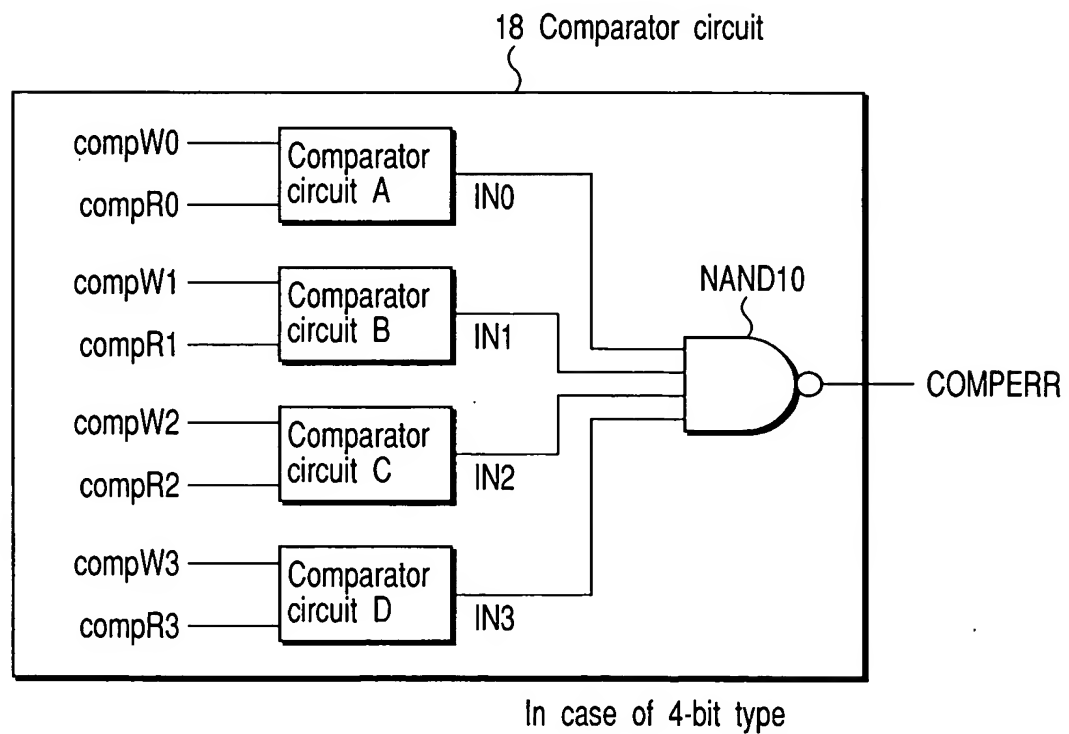 18 Comparator circuit
compW0
compR0
Comparator
circuit A
IN0
compW1
compR1
Comparator
circuit B
IN1
NAND10
COMPERR
compW2
compR2
Comparator
circuit C
IN2
compW3
compR3
Comparator
circuit D
IN3
In case of 4-bit type